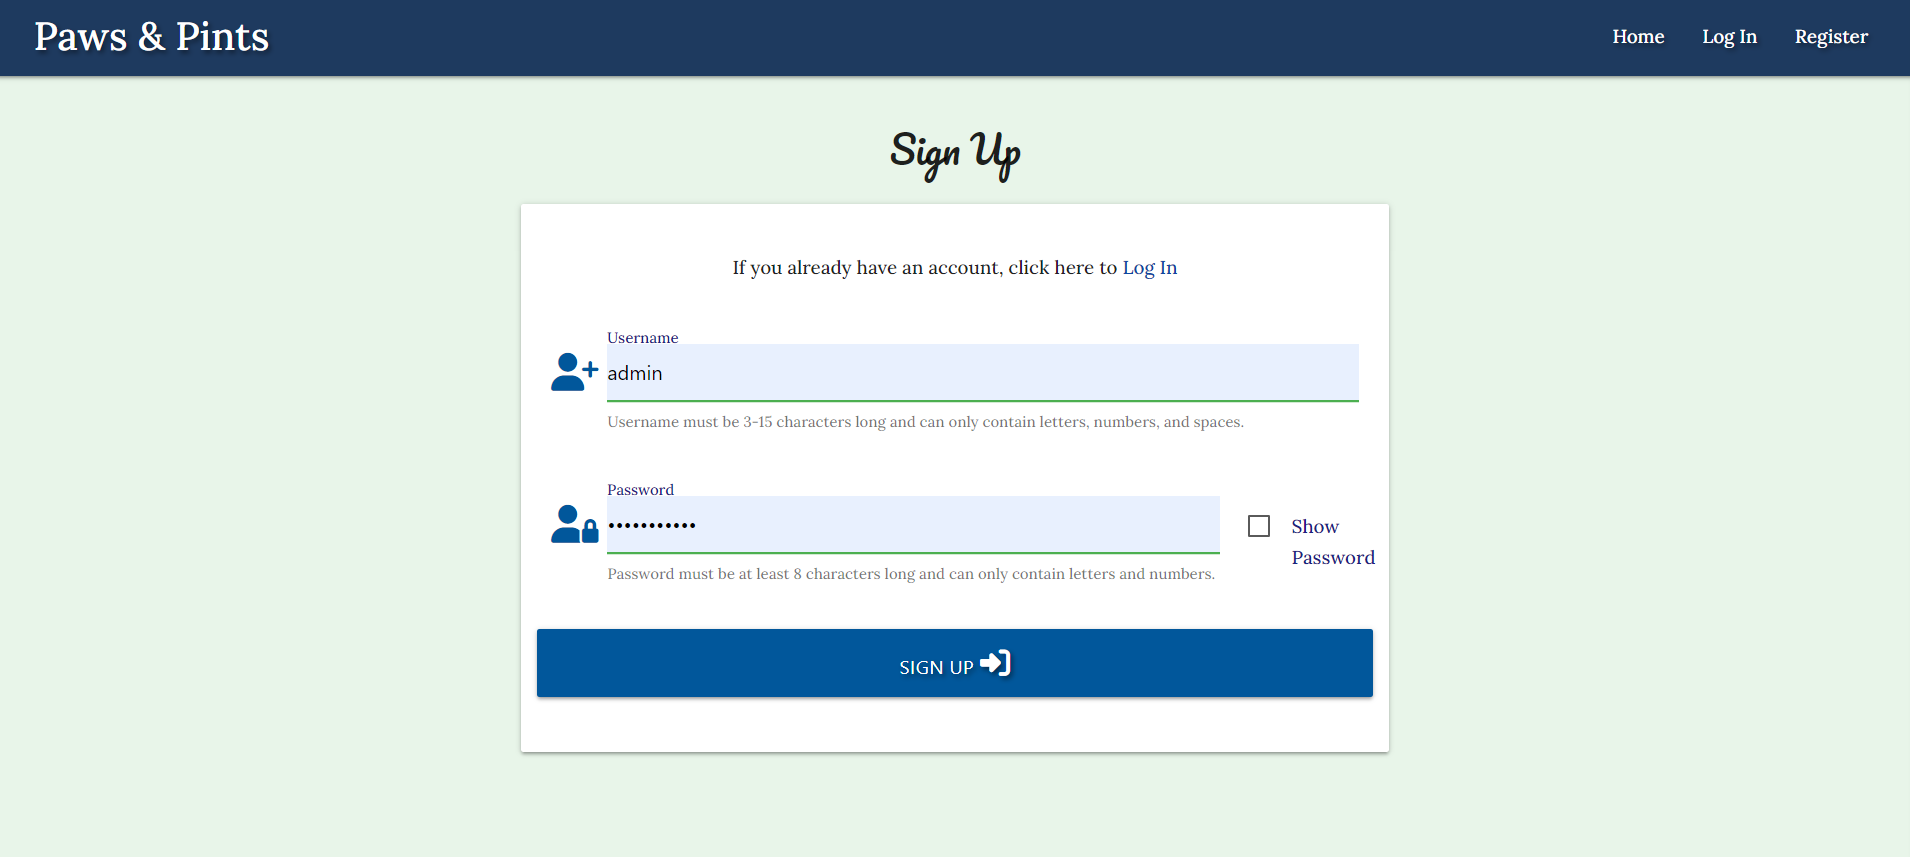 Paws & Pints
Home Log In Register
Sign Up
If you already have an account, click here to Log In
Username
admin
Username must be 3-15 characters long and can only contain letters, numbers, and spaces.
Password
•••••••••••
Show
Password
Password must be at least 8 characters long and can only contain letters and numbers.
SIGN UP